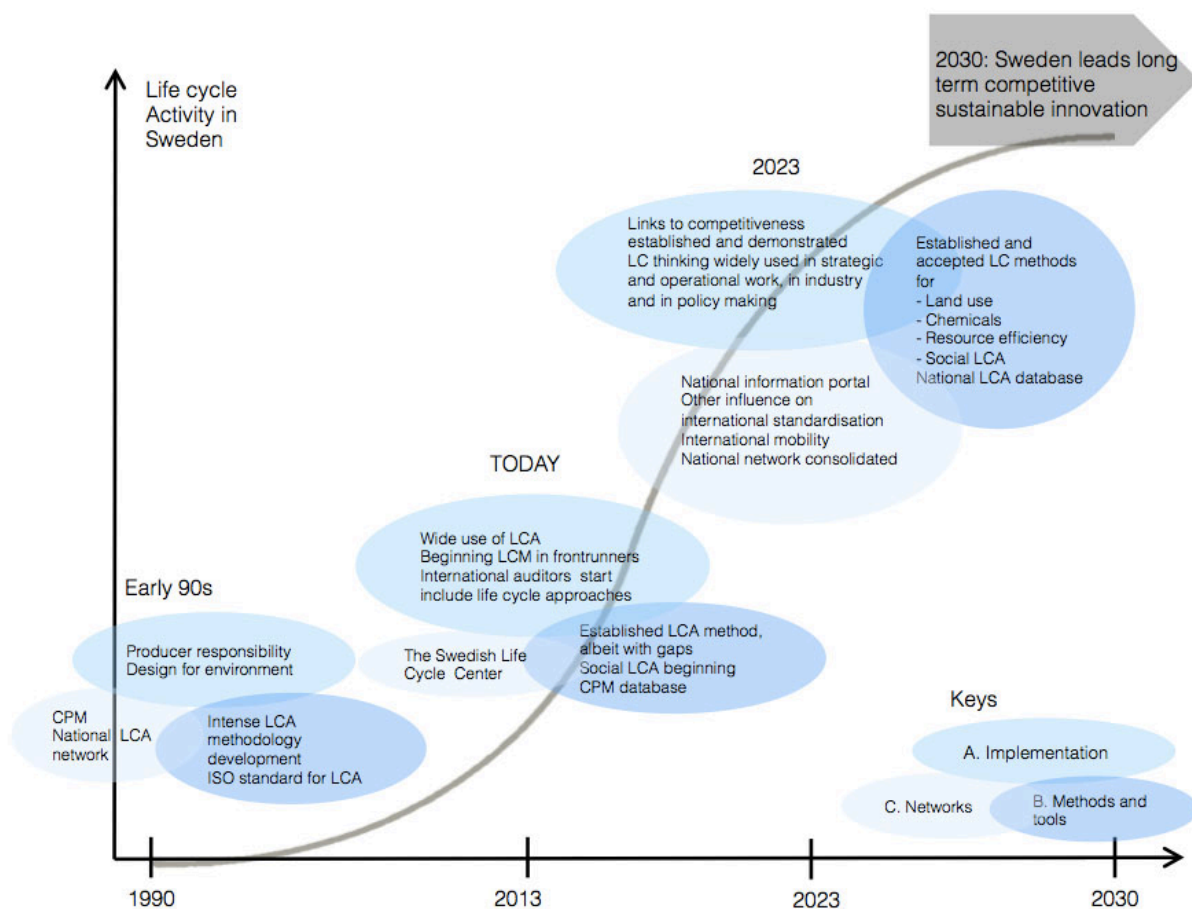 2030: Sweden leads long
term competitive
sustainable innovation
Life cycle
Activity in
Sweden
2023
Links to competitiveness
established and demonstrated
LC thinking widely used in strategic
and operational work, in industry
and in policy making
Established and
accepted LC methods
for
- Land use
- Chemicals
- Resource efficiency
- Social LCA
National LCA database
National information portal
Other influence on
international standardisation
International mobility
National network consolidated
TODAY
Wide use of LCA
Beginning LCM in frontrunners
International auditors start
include life cycle approaches
The Swedish Life
Cycle Center
Established LCA method,
albeit with gaps
Social LCA beginning
CPM database
Early 90s
Producer responsibility
Design for environment
CPM
National LCA
network
Intense LCA
methodology
development
ISO standard for LCA
Keys
A. Implementation
C. Networks
B. Methods and
tools
1990
2013
2023
2030